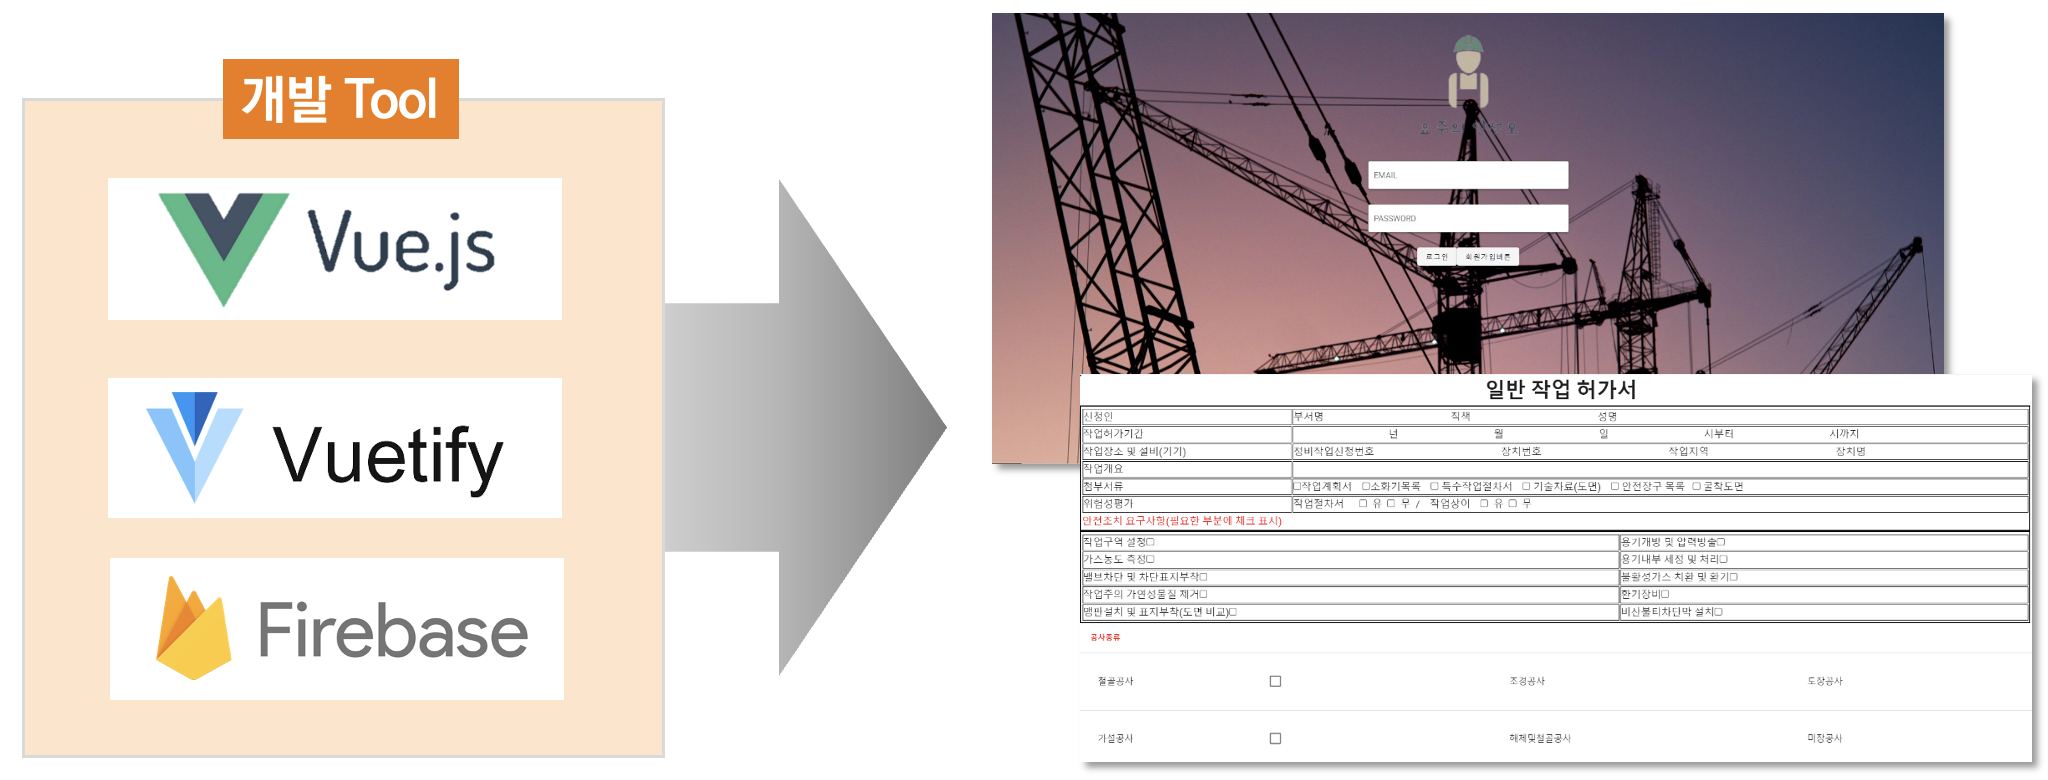 개발 Tool
Vue.js
Vuetify
Firebase
EMAIL
PASSWORD
로그인 회원가입버튼
일반 작업 허가서
신청인 부서명 직책 성명
작업허가기간 년 월 일 시부터 시까지
작업장소 및 설비(기기) 정비작업신청번호 장치번호 작업지역 장치명
작업개요
첨부서류 □작업계획서 □소화기목록 □ 특수작업절차서 □ 기술자료(도면) □ 안전장구 목록 □ 굴착도면
위험성평가 작업절차서 □ 유 □ 무 / 작업상이 □ 유 □ 무
안전조치 요구사항(필요한 부분에 체크 표시)
작업구역 설정□ 용기개방 및 압력방출□
가스농도 측정□ 용기내부 세정 및 처리□
밸브차단 및 차단표지부착□ 불활성가스 치환 및 환기□
작업주의 가연성물질 제거□ 환기장비□
맹판설치 및 표지부착(도면 비교)□ 비산불티차단막 설치□
공사종류
철골공사 조경공사 도장공사
가설공사 해체및철골공사 미장공사